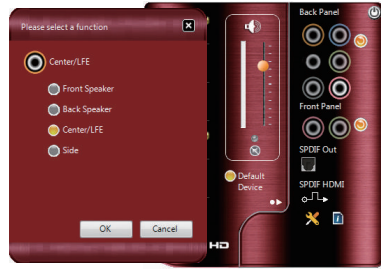 Please select a function
Center/LFE
Front Speaker
Back Speaker
Center/LFE
Side
OK
Cancel
Default
Device
HD
Back Panel
Front Panel
SPDIF Out
SPDIF HDMI